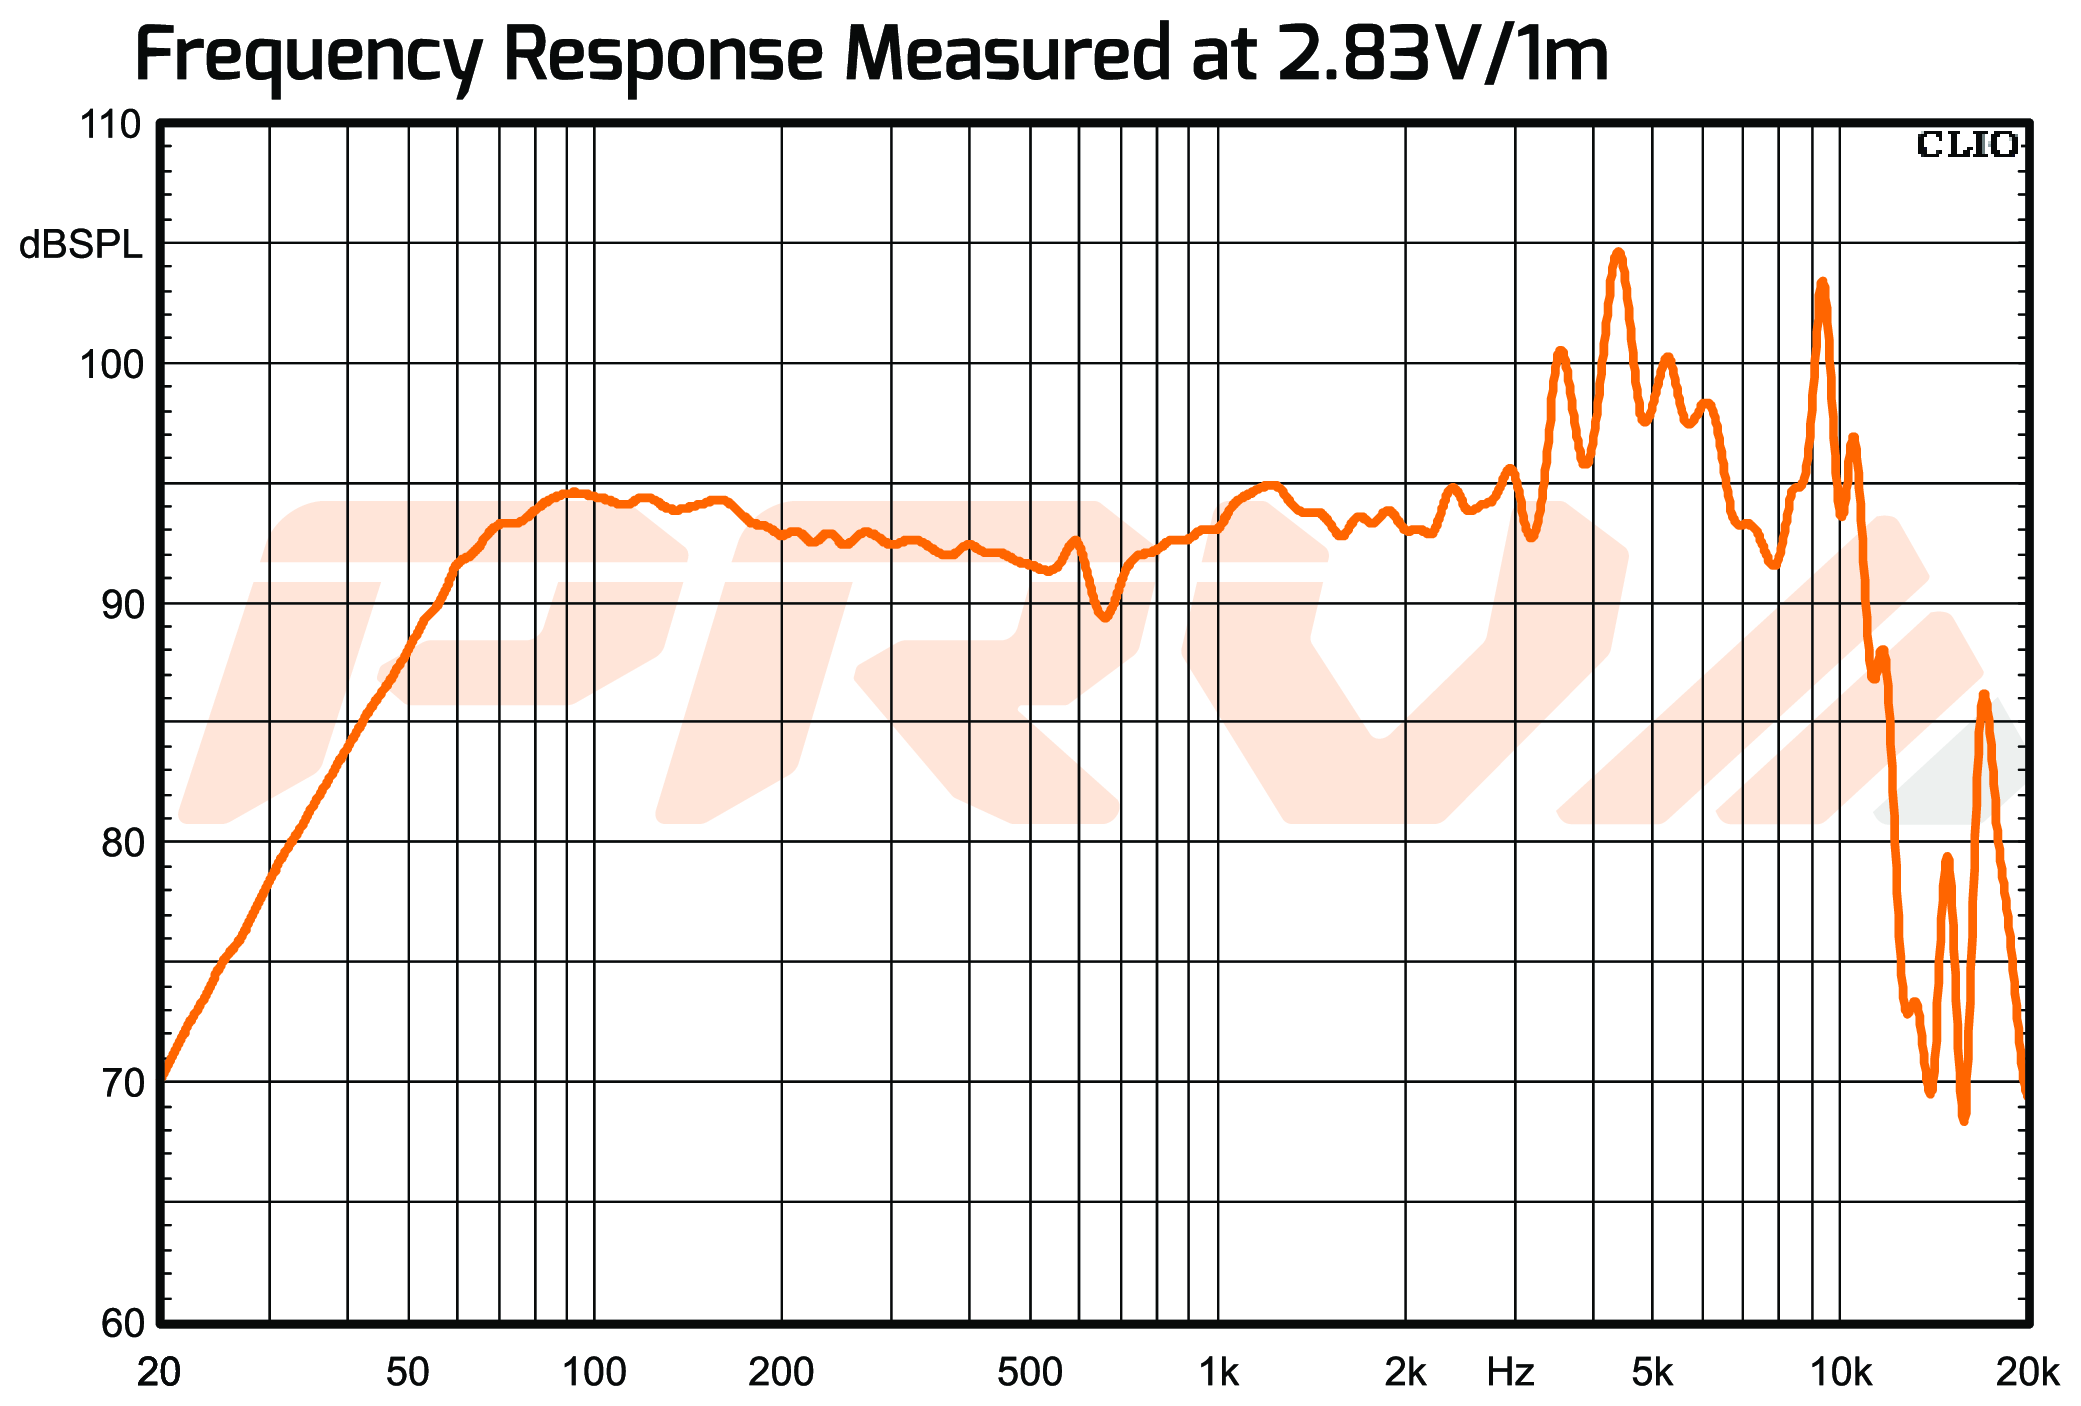 Frequency Response Measured at 2.83V/1m
110
CLIO
dBSPL
100
90
PRV
80
70
60
20 50 100 200 500 1k 2k Hz 5k 10k 20k